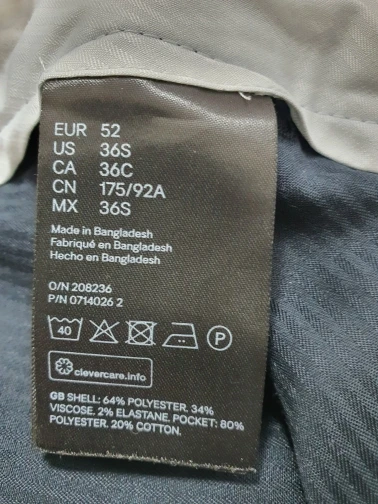 EUR 52
US 36S
CA 36C
CN 175/92A
MX 36S
Made in Bangladesh
Fabriqué en Bangladesh
Hecho en Bangladesh
O/N 208236
P/N 0714026 2
40 P
clevercare.info
GB SHELL: 64% POLYESTER. 34%
VISCOSE. 2% ELASTANE. POCKET: 80%
POLYESTER. 20% COTTON.